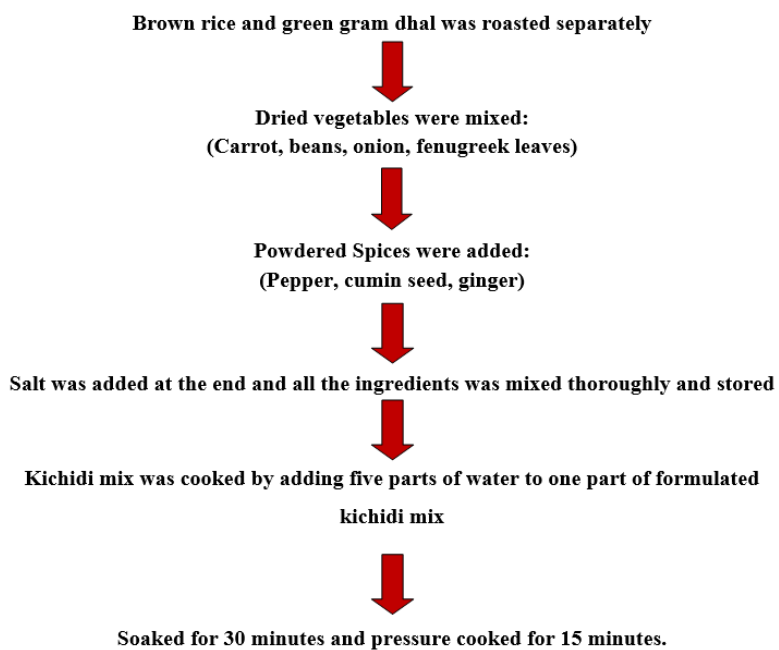 Brown rice and green gram dhal was roasted separately
Dried vegetables were mixed:
(Carrot, beans, onion, fenugreek leaves)
Powdered Spices were added:
(Pepper, cumin seed, ginger)
Salt was added at the end and all the ingredients was mixed thoroughly and stored
Kichidi mix was cooked by adding five parts of water to one part of formulated
kichidi mix
Soaked for 30 minutes and pressure cooked for 15 minutes.